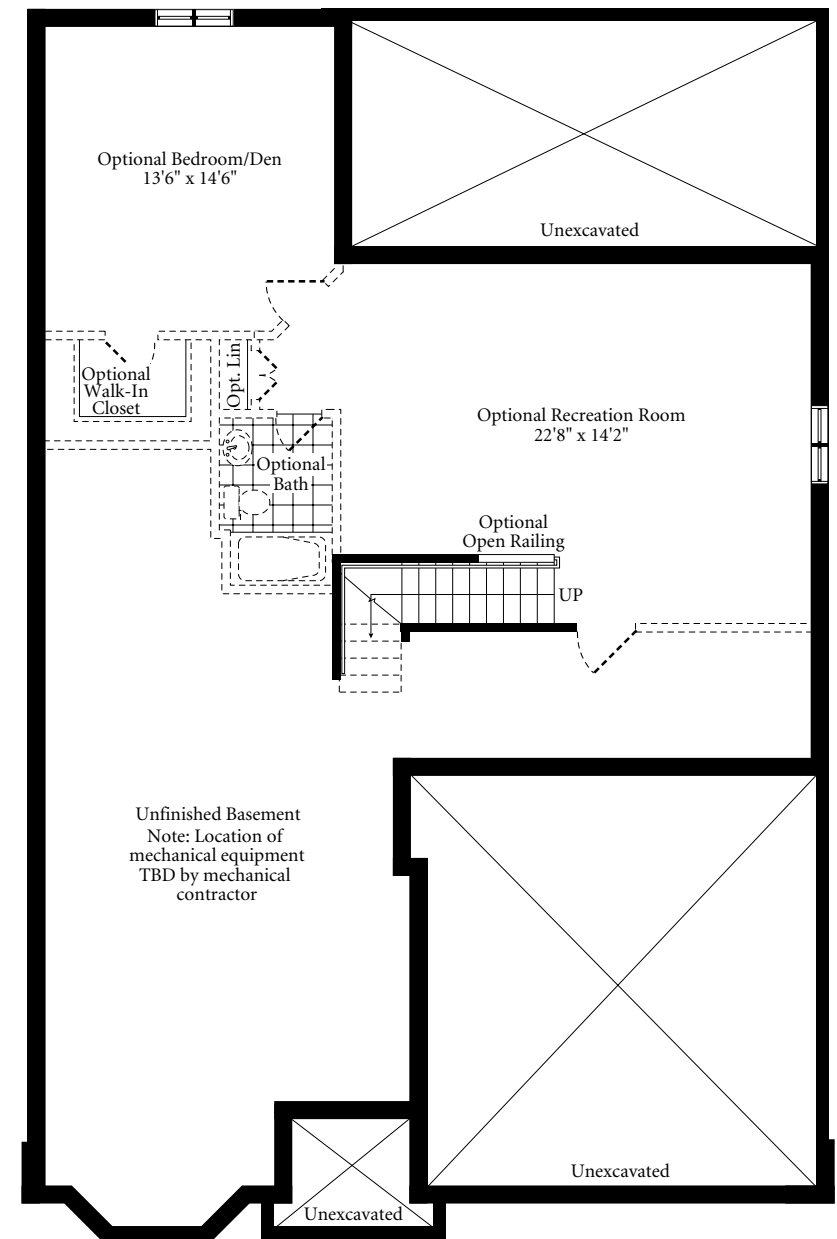 Optional Bedroom/Den
13'6" x 14'6"
Unexcavated
Optional
Walk-In
Closet
Opt. Lin
Optional Recreation Room
22'8" x 14'2"
Optional
Bath
Optional
Open Railing
UP
Unfinished Basement
Note: Location of
mechanical equipment
TBD by mechanical
contractor
Unexcavated
Unexcavated